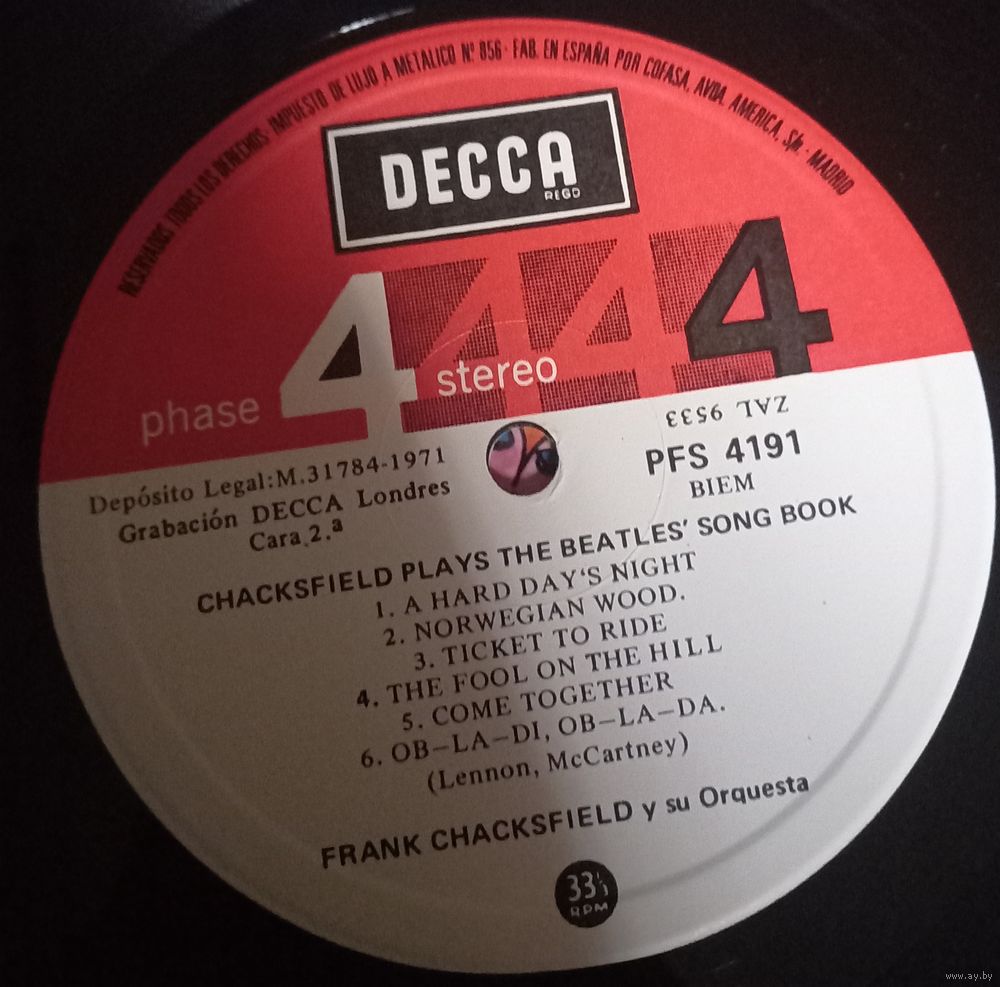 RESERVADOS TODOS LOS DERECHOS. IMPUESTO DE LUJO A METALICO Nº 856 · FAB. EN ESPAÑA POR COFASA, AVDA. AMERICA, S/n. - MADRID
DECCA
REGD
4444
phase stereo
ZAL 9533
Depósito Legal:M.31784-1971
PFS 4191
Grabación DECCA Londres
BIEM
Cara 2.ª
CHACKSFIELD PLAYS THE BEATLES' SONG BOOK
1. A HARD DAY'S NIGHT
2. NORWEGIAN WOOD.
3. TICKET TO RIDE
4. THE FOOL ON THE HILL
5. COME TOGETHER
6. OB—LA—DI, OB—LA—DA.
(Lennon, McCartney)
FRANK CHACKSFIELD y su Orquesta
33⅓
RPM
www.ay.by